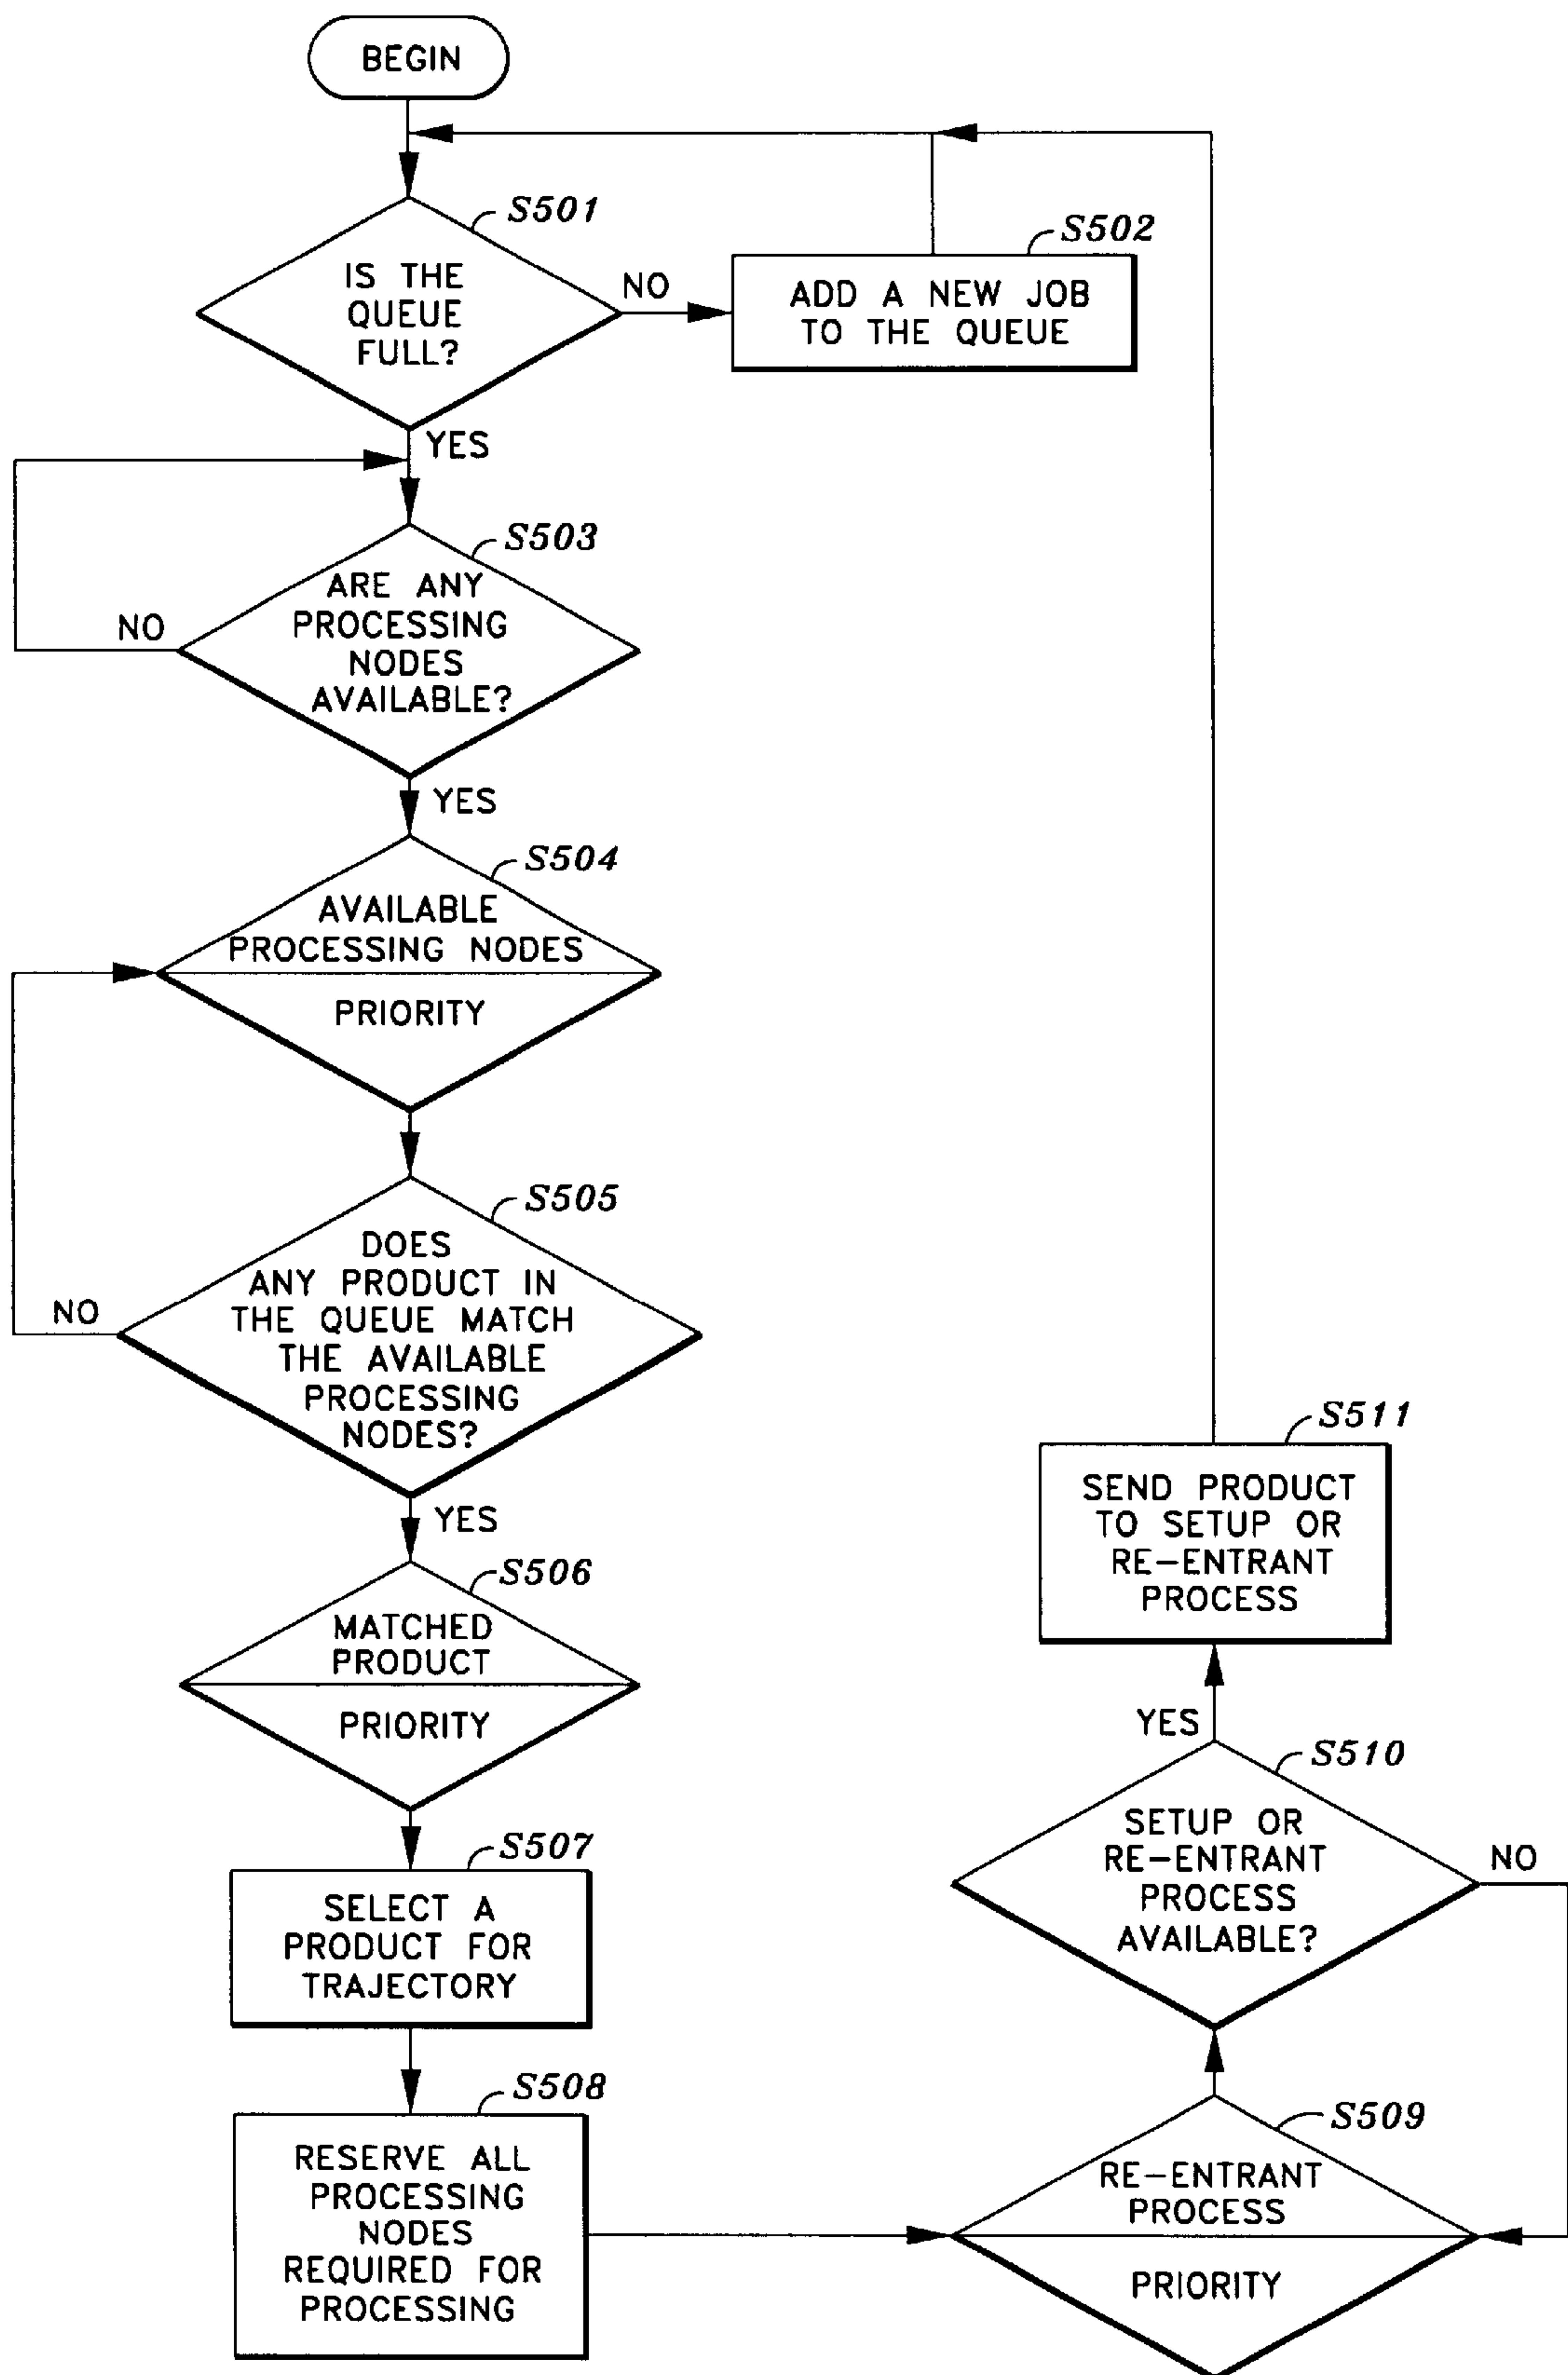 BEGIN
S501
IS THE
QUEUE
FULL?
NO
S502
ADD A NEW JOB
TO THE QUEUE
YES
S503
ARE ANY
PROCESSING
NODES
AVAILABLE?
NO
YES
S504
AVAILABLE
PROCESSING NODES
PRIORITY
S505
DOES
ANY PRODUCT IN
THE QUEUE MATCH
THE AVAILABLE
PROCESSING
NODES?
NO
YES
S506
MATCHED
PRODUCT
PRIORITY
S507
SELECT A
PRODUCT FOR
TRAJECTORY
S508
RESERVE ALL
PROCESSING
NODES
REQUIRED FOR
PROCESSING
S509
RE-ENTRANT
PROCESS
PRIORITY
S510
SETUP OR
RE-ENTRANT
PROCESS
AVAILABLE?
NO
YES
S511
SEND PRODUCT
TO SETUP OR
RE-ENTRANT
PROCESS